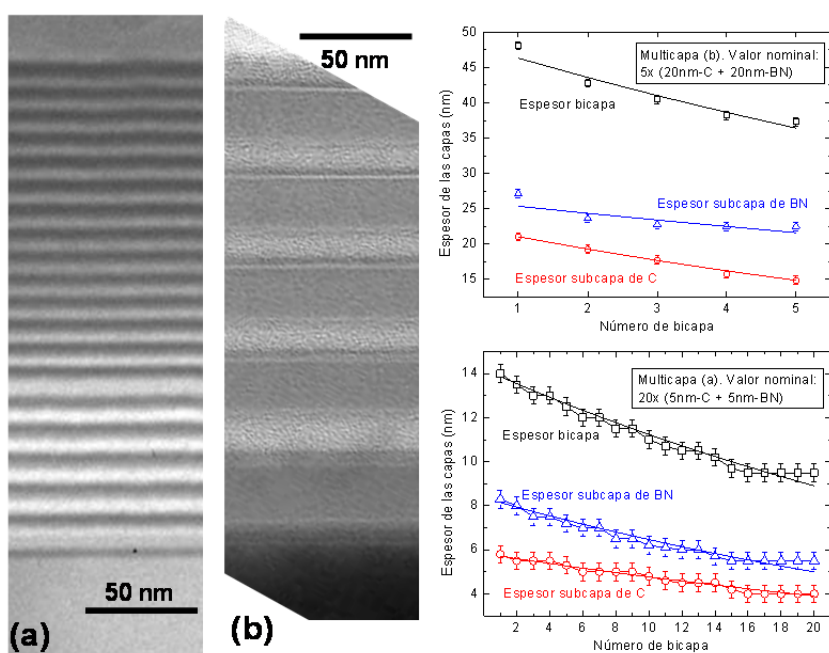 50 nm
(a)
50 nm
(b)
50
45
40
35
30
25
20
15
Espesor de las capas (nm)
Multicapa (b). Valor nominal:
5x (20nm-C + 20nm-BN)
Espesor bicapa
Espesor subcapa de BN
Espesor subcapa de C
1 2 3 4 5
Número de bicapa
14
12
10
8
6
4
Espesor de las capas (nm)
Multicapa (a). Valor nominal:
20x (5nm-C + 5nm-BN)
Espesor bicapa
Espesor subcapa de BN
Espesor subcapa de C
2 4 6 8 10 12 14 16 18 20
Número de bicapa